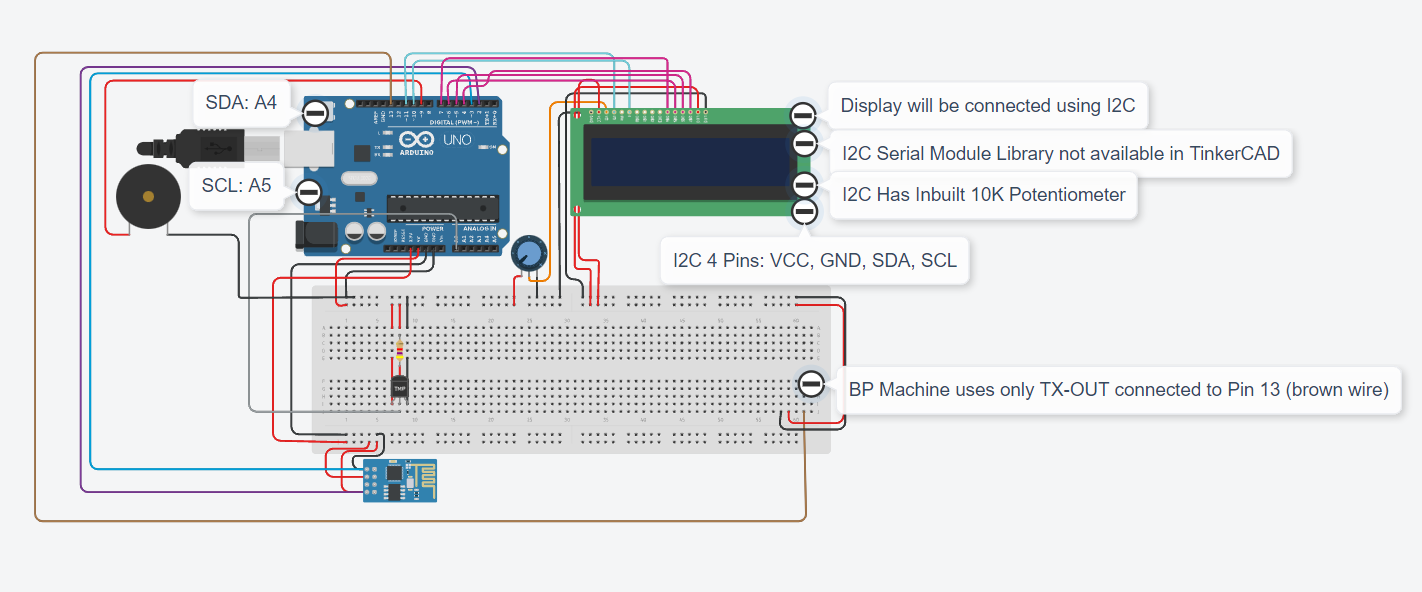 SDA: A4
Display will be connected using I2C
DIGITAL (PWM~)
UNO
ARDUINO
I2C Serial Module Library not available in TinkerCAD
SCL: A5
I2C Has Inbuilt 10K Potentiometer
POWER
ANALOG IN
I2C 4 Pins: VCC, GND, SDA, SCL
TMP
BP Machine uses only TX-OUT connected to Pin 13 (brown wire)